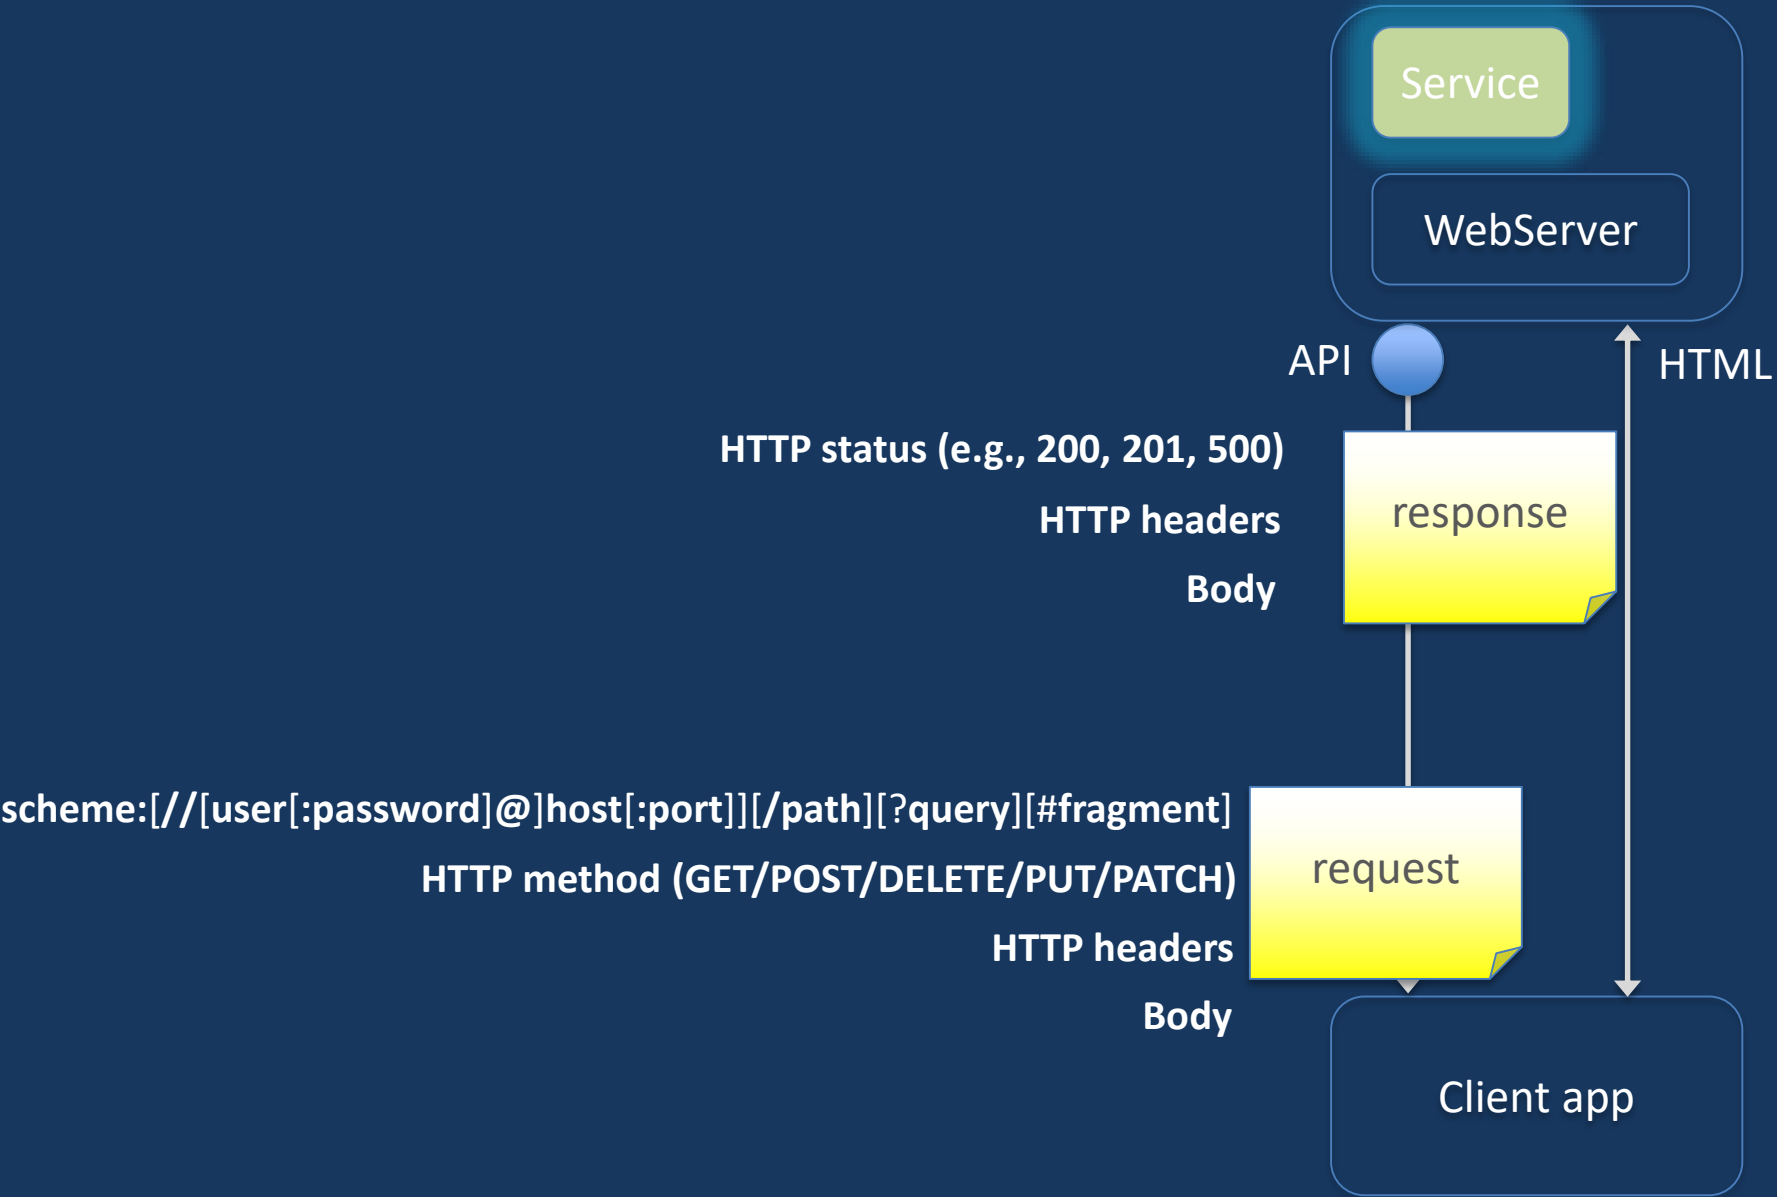 Service
WebServer
API
HTML
HTTP status (e.g., 200, 201, 500)
HTTP headers
Body
response
scheme:[//[user[:password]@]host[:port]][/path][?query][#fragment]
HTTP method (GET/POST/DELETE/PUT/PATCH)
HTTP headers
Body
request
Client app